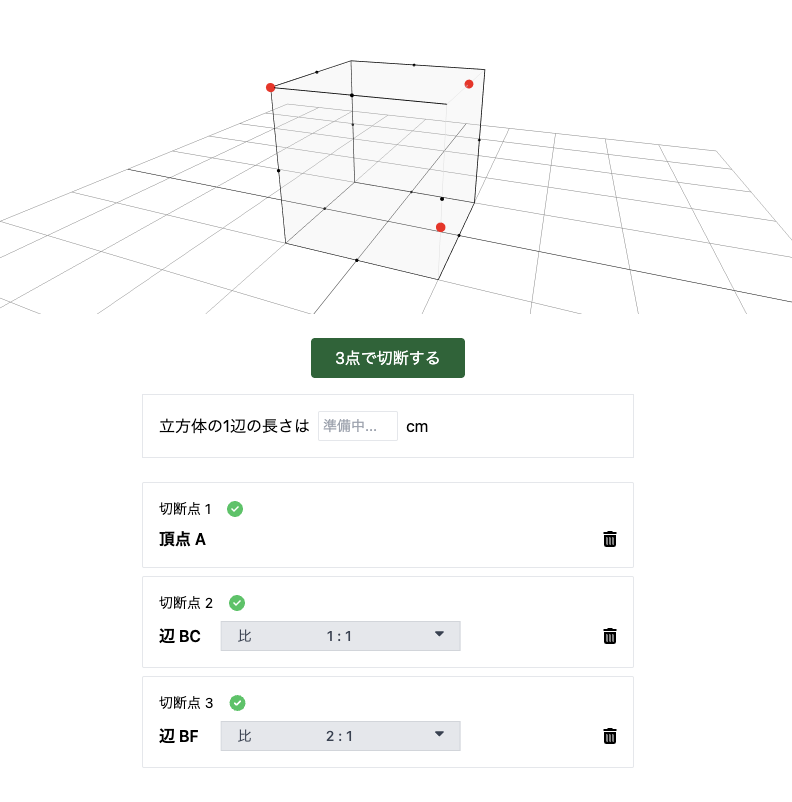 3点で切断する
立方体の1辺の長さは 準備中... cm
切断点 1
頂点 A
切断点 2
辺 BC 比 1 : 1
切断点 3
辺 BF 比 2 : 1